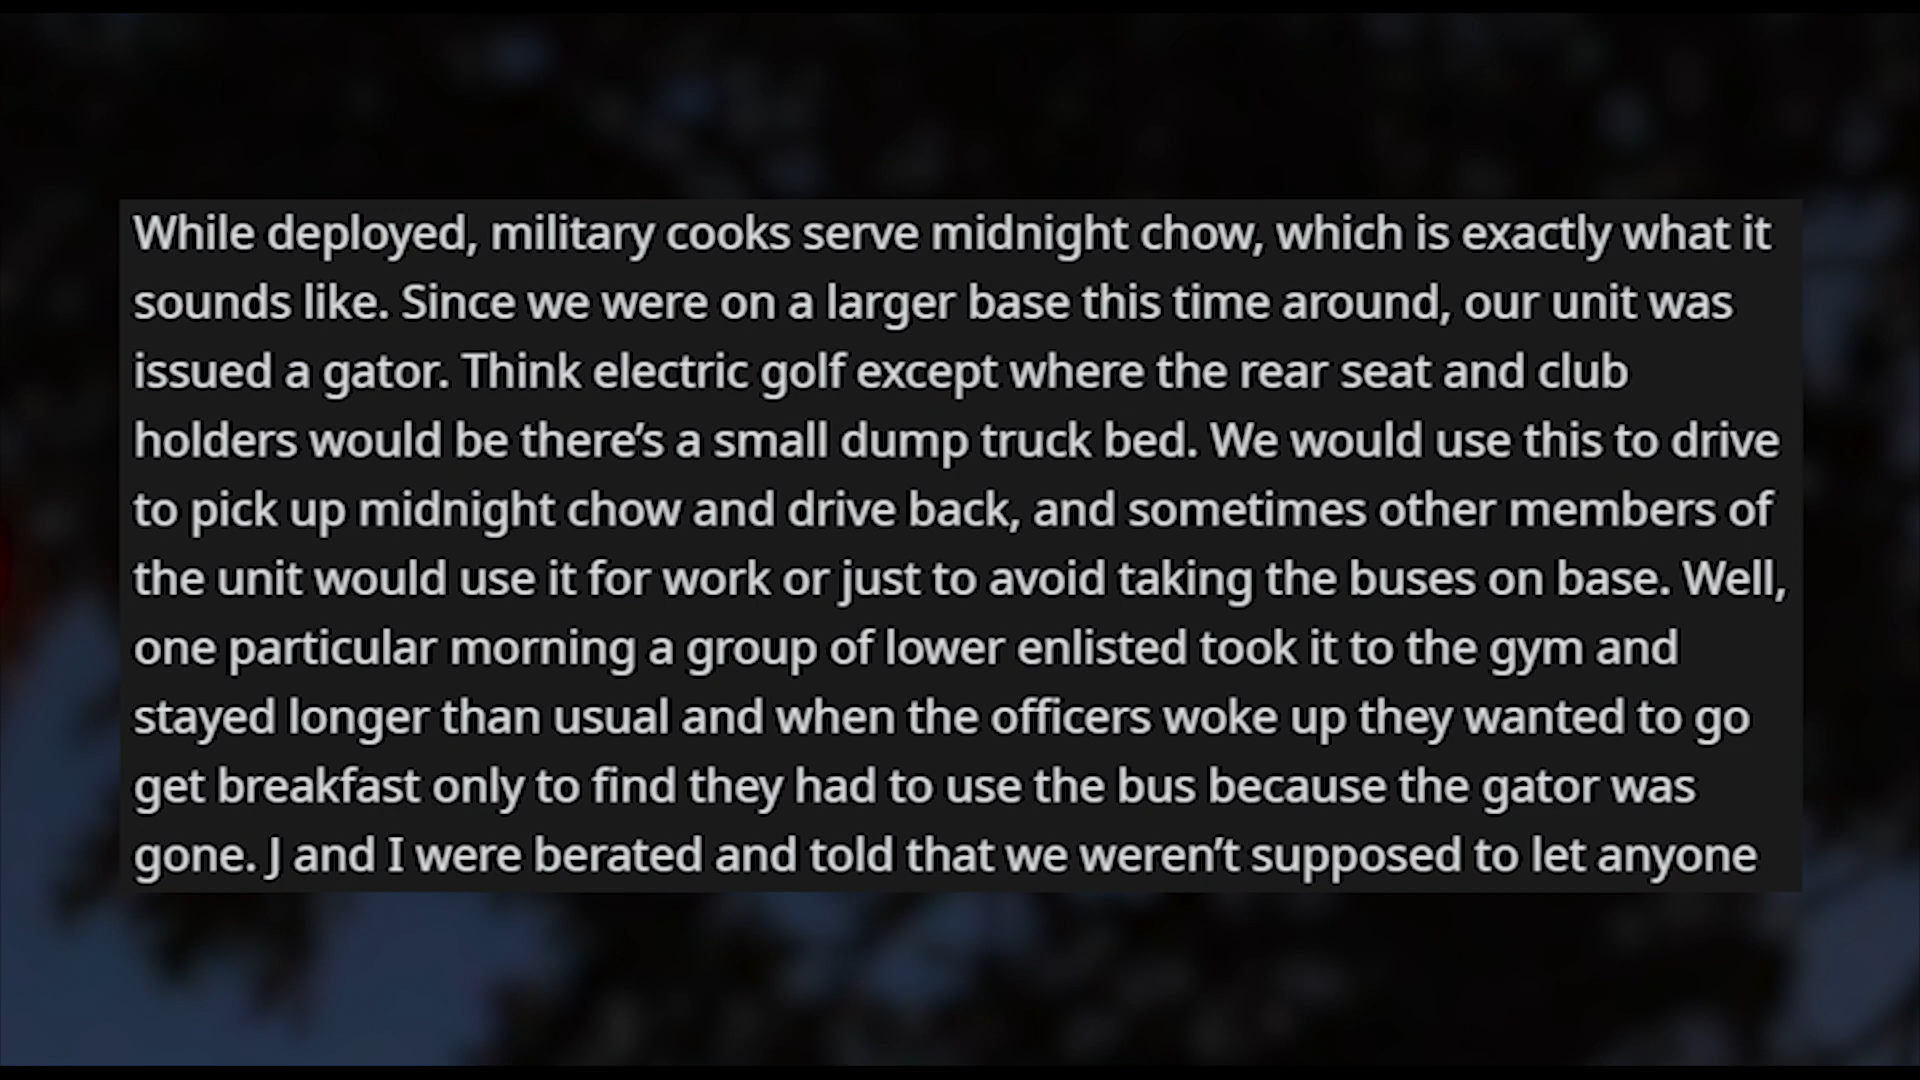 While deployed, military cooks serve midnight chow, which is exactly what it
sounds like. Since we were on a larger base this time around, our unit was
issued a gator. Think electric golf except where the rear seat and club
holders would be there’s a small dump truck bed. We would use this to drive
to pick up midnight chow and drive back, and sometimes other members of
the unit would use it for work or just to avoid taking the buses on base. Well,
one particular morning a group of lower enlisted took it to the gym and
stayed longer than usual and when the officers woke up they wanted to go
get breakfast only to find they had to use the bus because the gator was
gone. J and I were berated and told that we weren’t supposed to let anyone